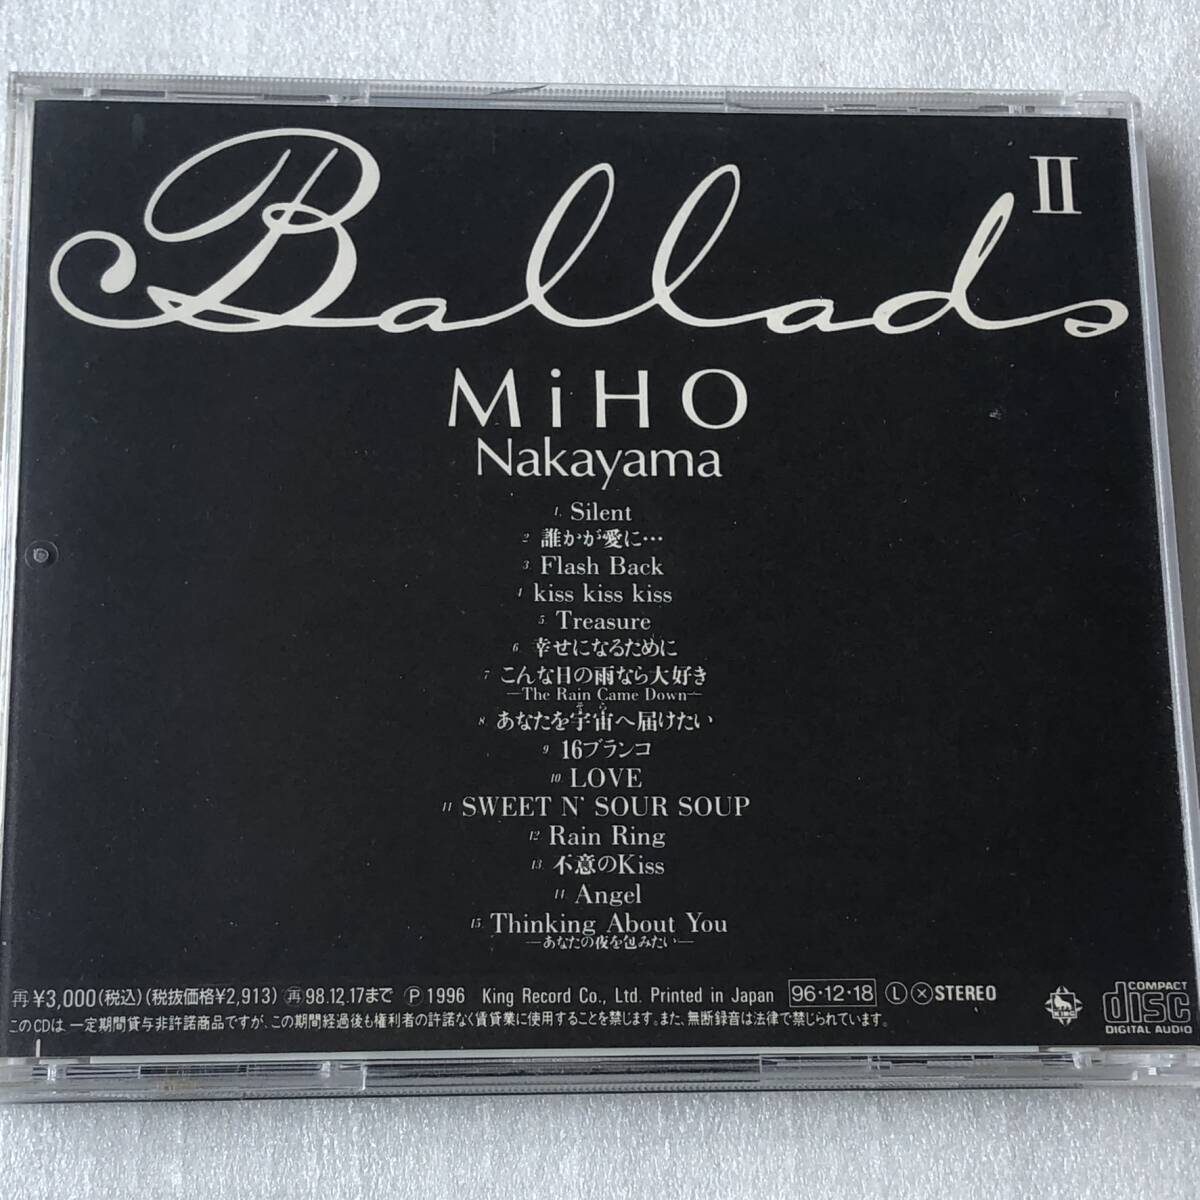 Ballads II
MiHO
Nakayama
1. Silent
2. 誰かが愛に…
3. Flash Back
4. kiss kiss kiss
5. Treasure
6. 幸せになるために
7. こんな日の雨なら大好き
—The Rain Came Down—
そら
8. あなたを宇宙へ届けたい
9. 16ブランコ
10. LOVE
11. SWEET N' SOUR SOUP
12. Rain Ring
13. 不意のKiss
14. Angel
15. Thinking About You
—あなたの夜を包みたい—
再 ¥3,000(税込)(税抜価格¥2,913) 再98.12.17まで Ⓟ 1996 King Record Co., Ltd. Printed in Japan 96・12・18 Ⓛ ⓧ STEREO
このCDは、一定期間貸与非許諾商品ですが、この期間経過後も権利者の許諾なく賃貸業に使用することを禁じます。また、無断録音は法律で禁じられています。
KING
COMPACT
disc
DIGITAL AUDIO